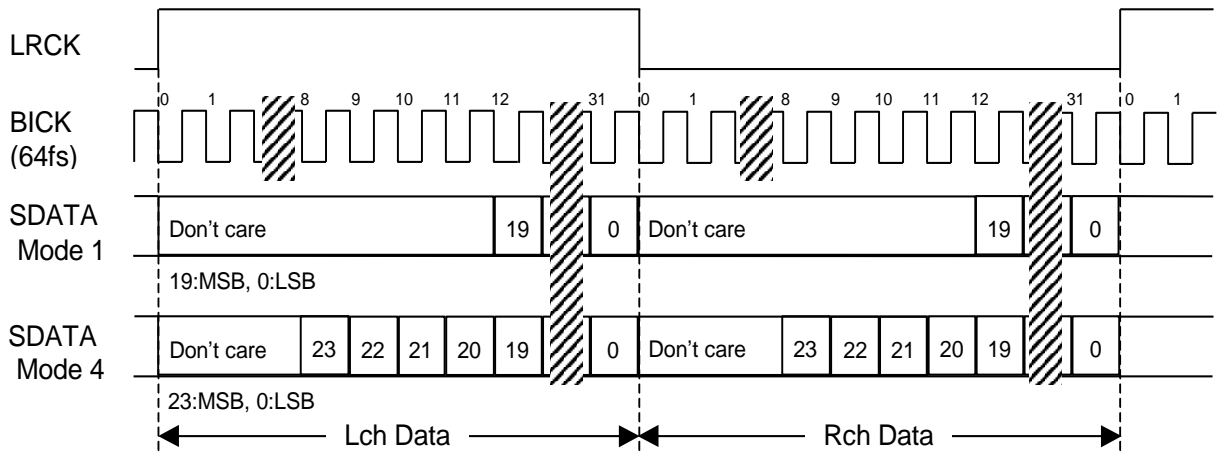 LRCK
0 1 8 9 10 11 12 31 0 1 8 9 10 11 12 31 0 1
BICK
(64fs)
SDATA
Mode 1
Don't care 19 0 Don't care 19 0
19:MSB, 0:LSB
SDATA
Mode 4
Don't care 23 22 21 20 19 0 Don't care 23 22 21 20 19 0
23:MSB, 0:LSB
Lch Data Rch Data